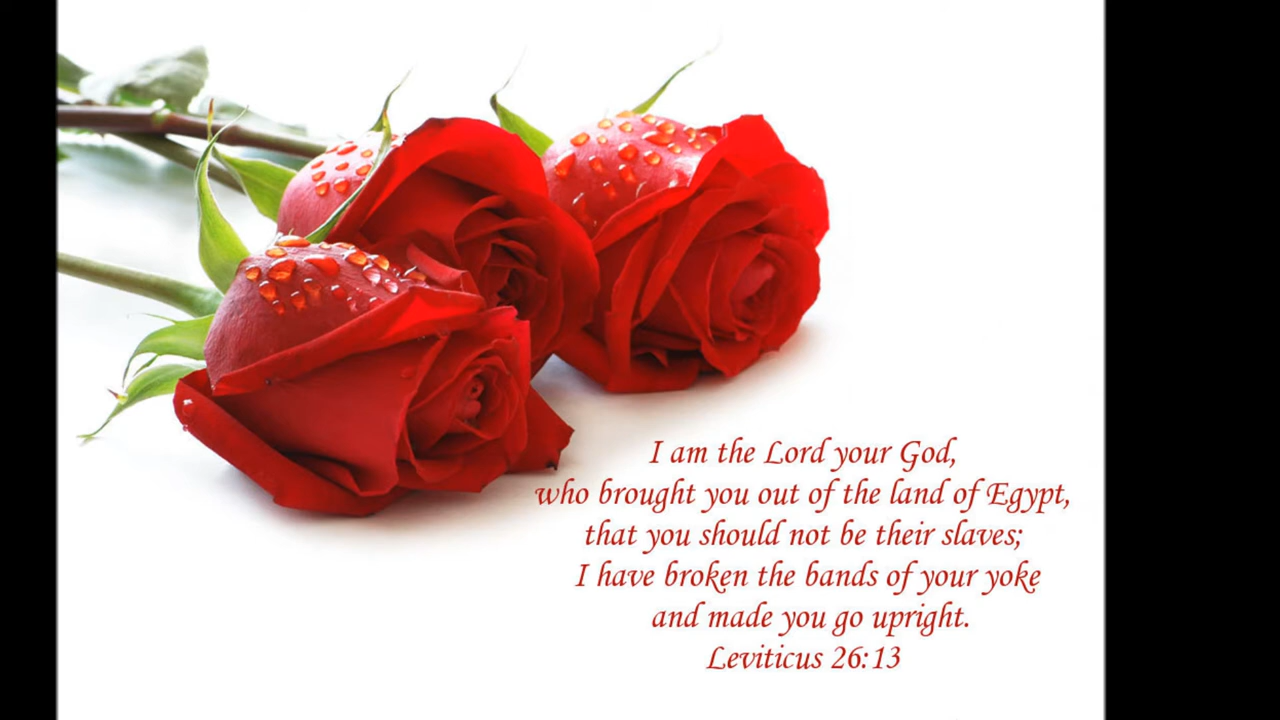 I am the Lord your God,
who brought you out of the land of Egypt,
that you should not be their slaves;
I have broken the bands of your yoke
and made you go upright.
Leviticus 26:13